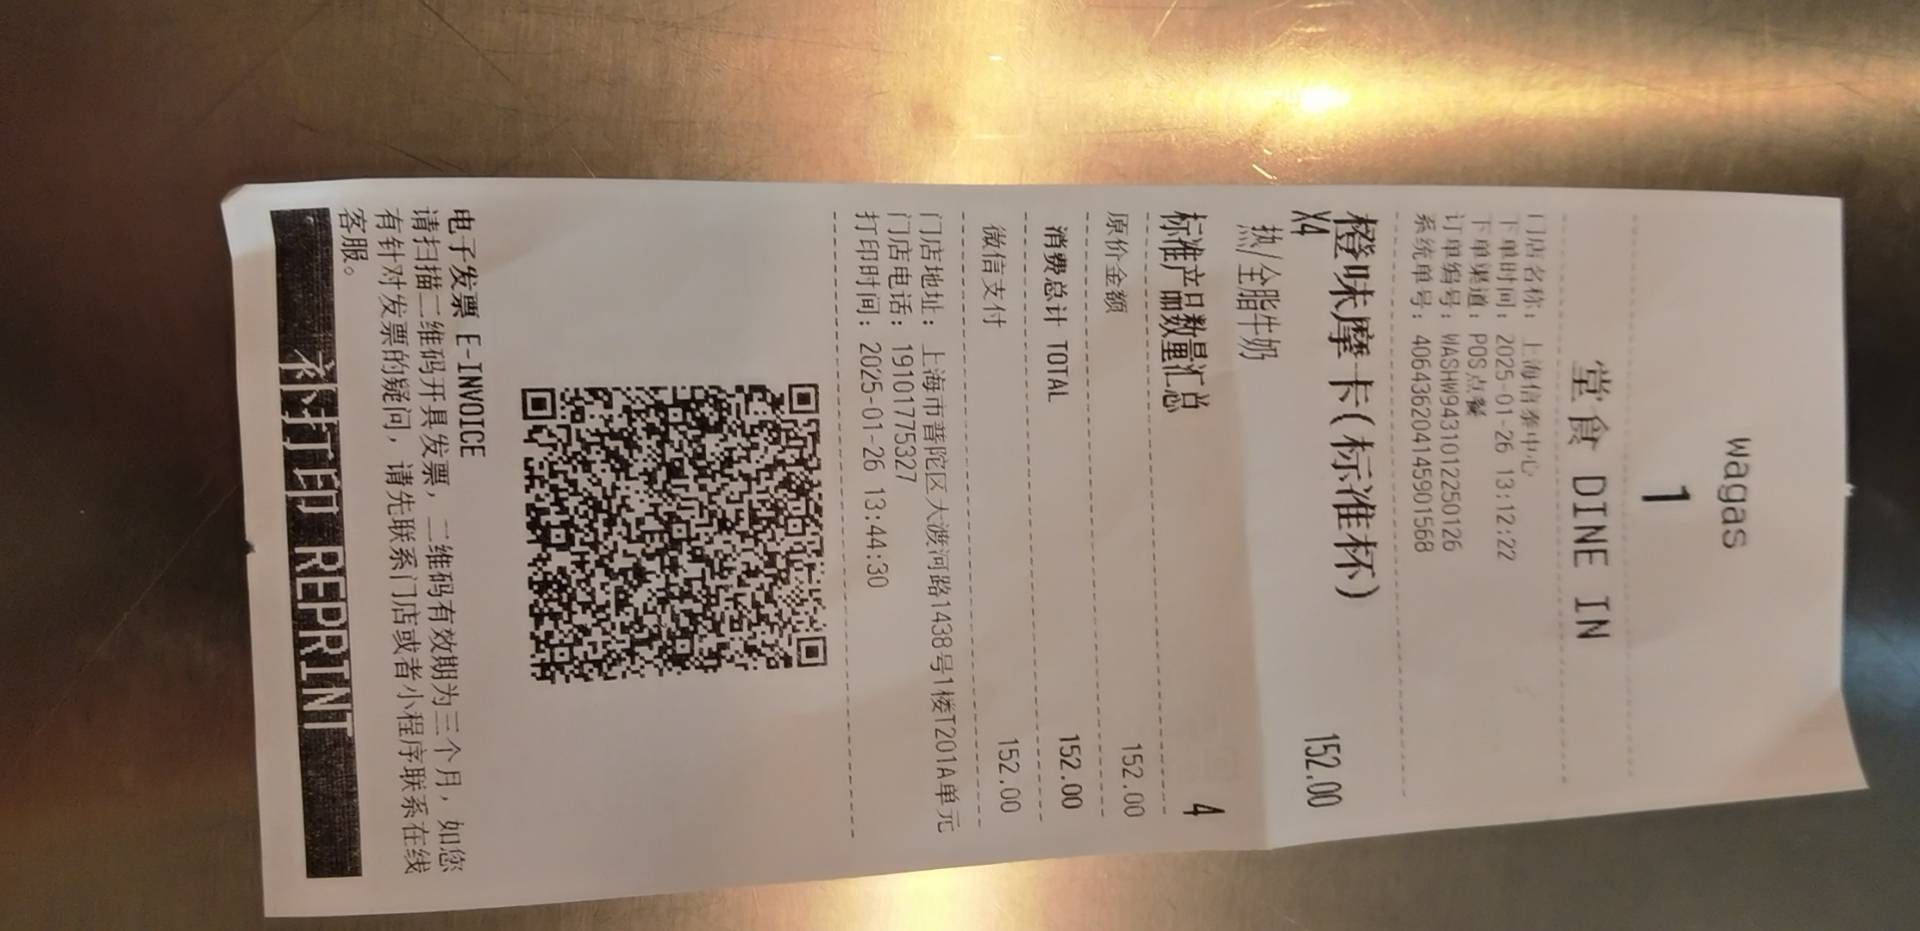 wagas
1
堂食 DINE IN
门店名称：上海信泰中心
下单时间：2025-01-26 13:12:22
下单渠道：POS点餐
订单编号：WASHW94310122250126
系统单号：406436204145901568
橙味摩卡(标准杯)
X4 152.00
热/全脂牛奶
标准产品数量汇总 4
原价金额 152.00
消费总计 TOTAL 152.00
微信支付 152.00
门店地址：上海市普陀区大渡河路1438号1楼T201A单元
门店电话：19101775327
打印时间：2025-01-26 13:44:30
电子发票 E-INVOICE
请扫描二维码开具发票，二维码有效期为三个月，如您
有针对发票的疑问，请先联系门店或者小程序联系在线
客服。
补打印 REPRINT